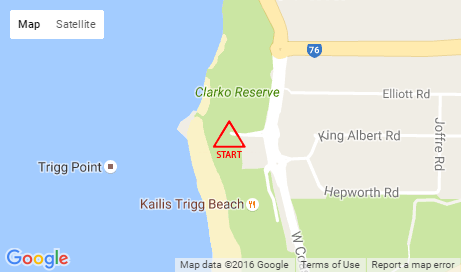 Map Satellite
76
Clarko Reserve
Elliott Rd
King Albert Rd
Joffre Rd
START
Trigg Point
Hepworth Rd
Kailis Trigg Beach
W Co
Google
Map data ©2016 Google Terms of Use Report a map error